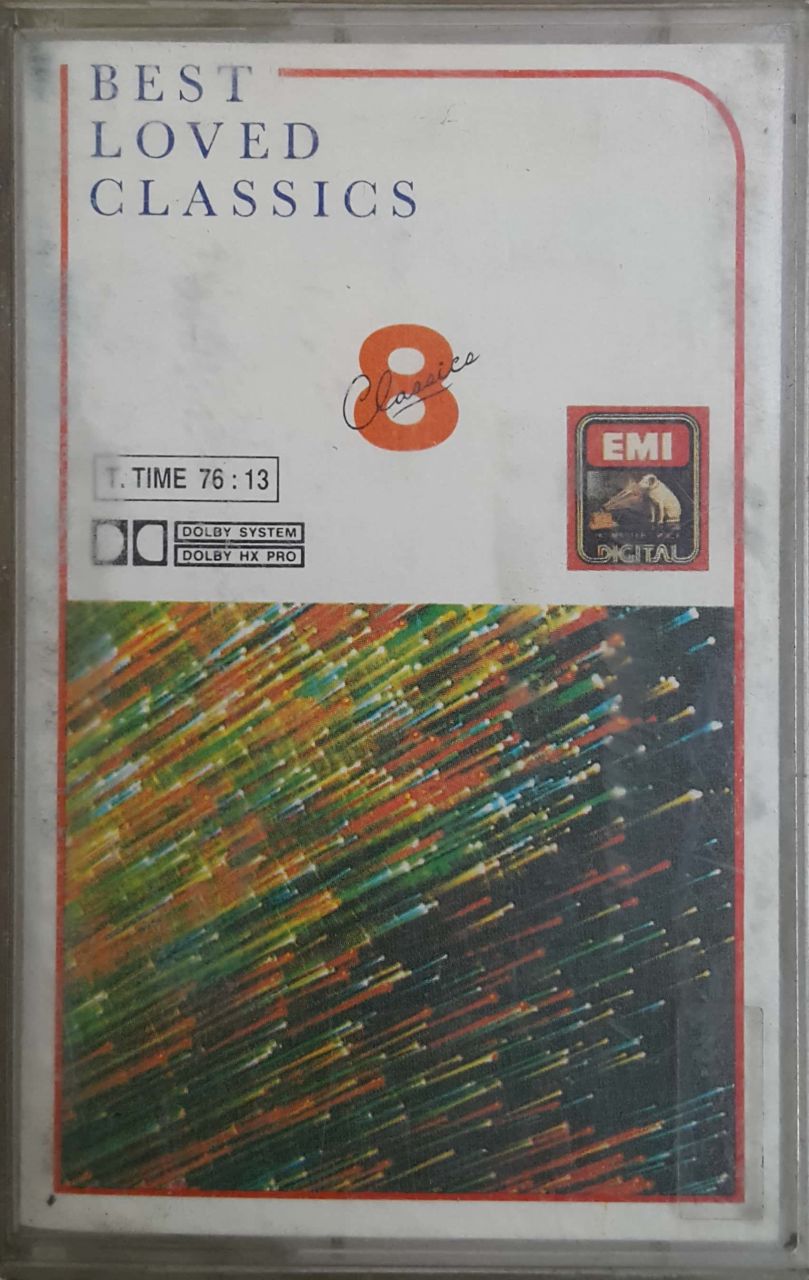 BEST
LOVED
CLASSICS
8
Classics
T. TIME 76 : 13
DOLBY SYSTEM
DOLBY HX PRO
EMI
DIGITAL